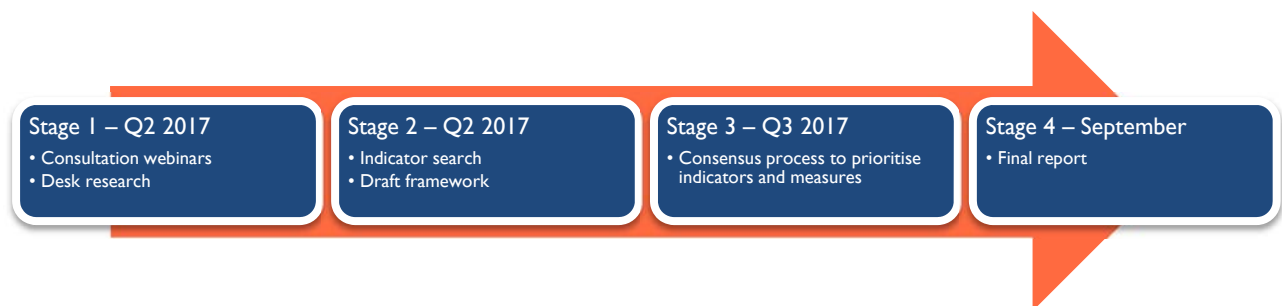 Stage 1 – Q2 2017
• Consultation webinars
• Desk research
Stage 2 – Q2 2017
• Indicator search
• Draft framework
Stage 3 – Q3 2017
• Consensus process to prioritise
indicators and measures
Stage 4 – September
• Final report